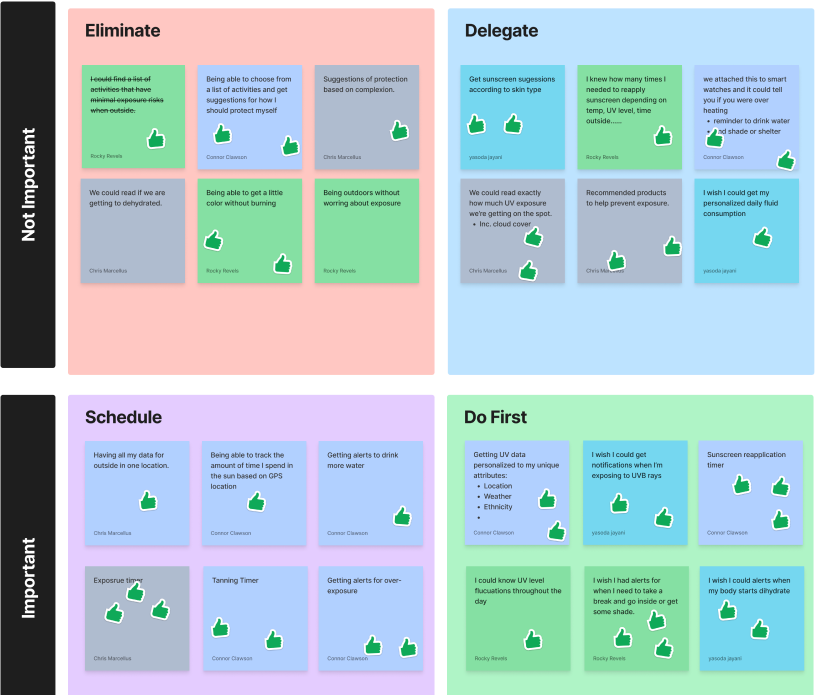 Not Important
Eliminate
I could find a list of
activities that have
minimal exposure risks
when outside.
Rocky Revels
Being able to choose from
a list of activities and get
suggestions for how I
should protect myself
Connor Clawson
Suggestions of protection
based on complexion.
Chris Marcellus
We could read if we are
getting to dehydrated.
Chris Marcellus
Being able to get a little
color without burning
Rocky Revels
Being outdoors without
worring about exposure
Rocky Revels
Delegate
Get sunscreen sugessions
according to skin type
yasoda jayani
I knew how many times I
needed to reapply
sunscreen depending on
temp, UV level, time
outside......
Rocky Revels
we attached this to smart
watches and it could tell
you if you were over
heating
• reminder to drink water
shade or shelter
Connor Clawson
We could read exactly
how much UV exposure
we're getting on the spot.
• Inc. cloud cover
Chris Marcellus
Recommended products
to help prevent exposure.
Chris Marcellus
I wish I could get my
personalized daily fluid
consumption
yasoda jayani
Important
Schedule
Having all my data for
outside in one location.
Chris Marcellus
Being able to track the
amount of time I spend in
the sun based on GPS
location
Connor Clawson
Getting alerts to drink
more water
Connor Clawson
Exposrue timer
Chris Marcellus
Tanning Timer
Connor Clawson
Getting alerts for over-
exposure
Connor Clawson
Do First
Getting UV data
personalized to my unique
attributes:
• Location
• Weather
• Ethnicity
•
Connor Clawson
I wish I could get
notifications when I'm
exposing to UVB rays
yasoda jayani
Sunscreen reapplication
timer
Connor Clawson
I could know UV level
flucuations throughout the
day
Rocky Revels
I wish I had alerts for
when I need to take a
break and go inside or get
some shade.
Rocky Revels
I wish I could alerts when
my body starts dihydrate
yasoda jayani